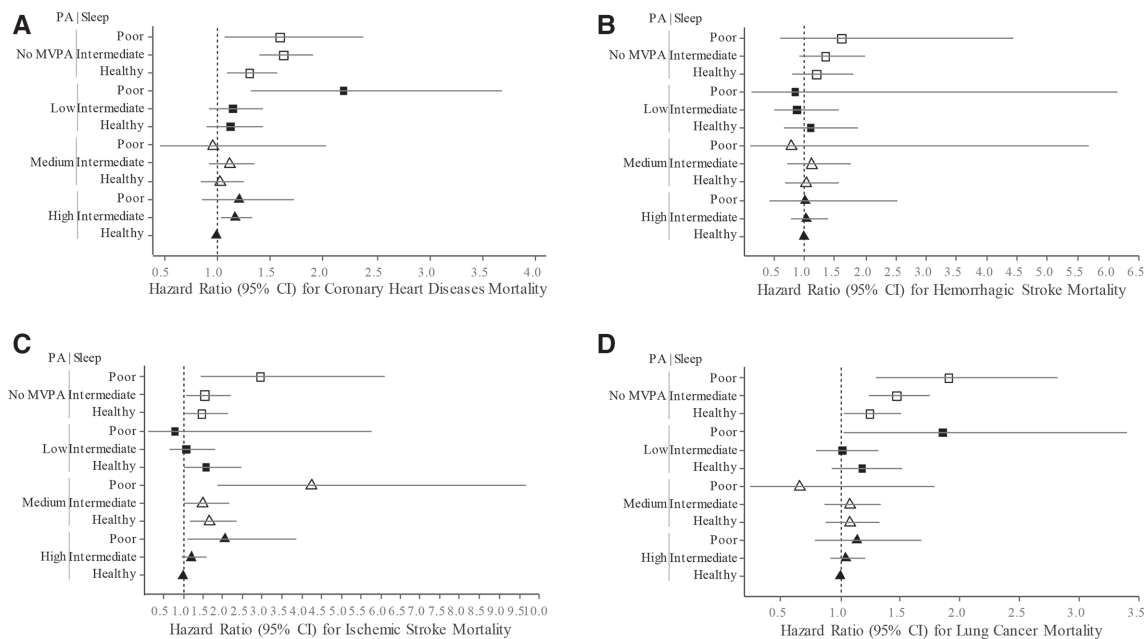 A
PA | Sleep
Poor
No MVPA Intermediate
Healthy
Poor
Low Intermediate
Healthy
Poor
Medium Intermediate
Healthy
Poor
High Intermediate
Healthy
0.5 1.0 1.5 2.0 2.5 3.0 3.5 4.0
Hazard Ratio (95% CI) for Coronary Heart Diseases Mortality
B
PA | Sleep
Poor
No MVPA Intermediate
Healthy
Poor
Low Intermediate
Healthy
Poor
Medium Intermediate
Healthy
Poor
High Intermediate
Healthy
0.5 1.0 1.5 2.0 2.5 3.0 3.5 4.0 4.5 5.0 5.5 6.0 6.5
Hazard Ratio (95% CI) for Hemorrhagic Stroke Mortality
C
PA | Sleep
Poor
No MVPA Intermediate
Healthy
Poor
Low Intermediate
Healthy
Poor
Medium Intermediate
Healthy
Poor
High Intermediate
Healthy
0.5 1.0 1.5 2.0 2.5 3.0 3.5 4.0 4.5 5.0 5.5 6.0 6.5 7.0 7.5 8.0 8.5 9.0 9.5 10.0
Hazard Ratio (95% CI) for Ischemic Stroke Mortality
D
PA | Sleep
Poor
No MVPA Intermediate
Healthy
Poor
Low Intermediate
Healthy
Poor
Medium Intermediate
Healthy
Poor
High Intermediate
Healthy
0.5 1.0 1.5 2.0 2.5 3.0 3.5
Hazard Ratio (95% CI) for Lung Cancer Mortality